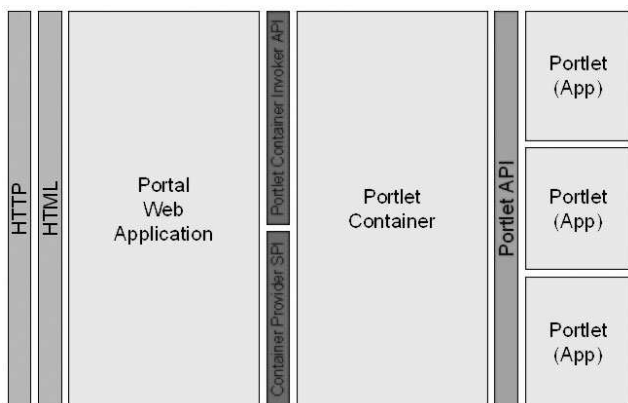 HTTP
HTML
Portal
Web
Application
Portlet Container Invoker API
Container Provider SPI
Portlet
Container
Portlet API
Portlet
(App)
Portlet
(App)
Portlet
(App)